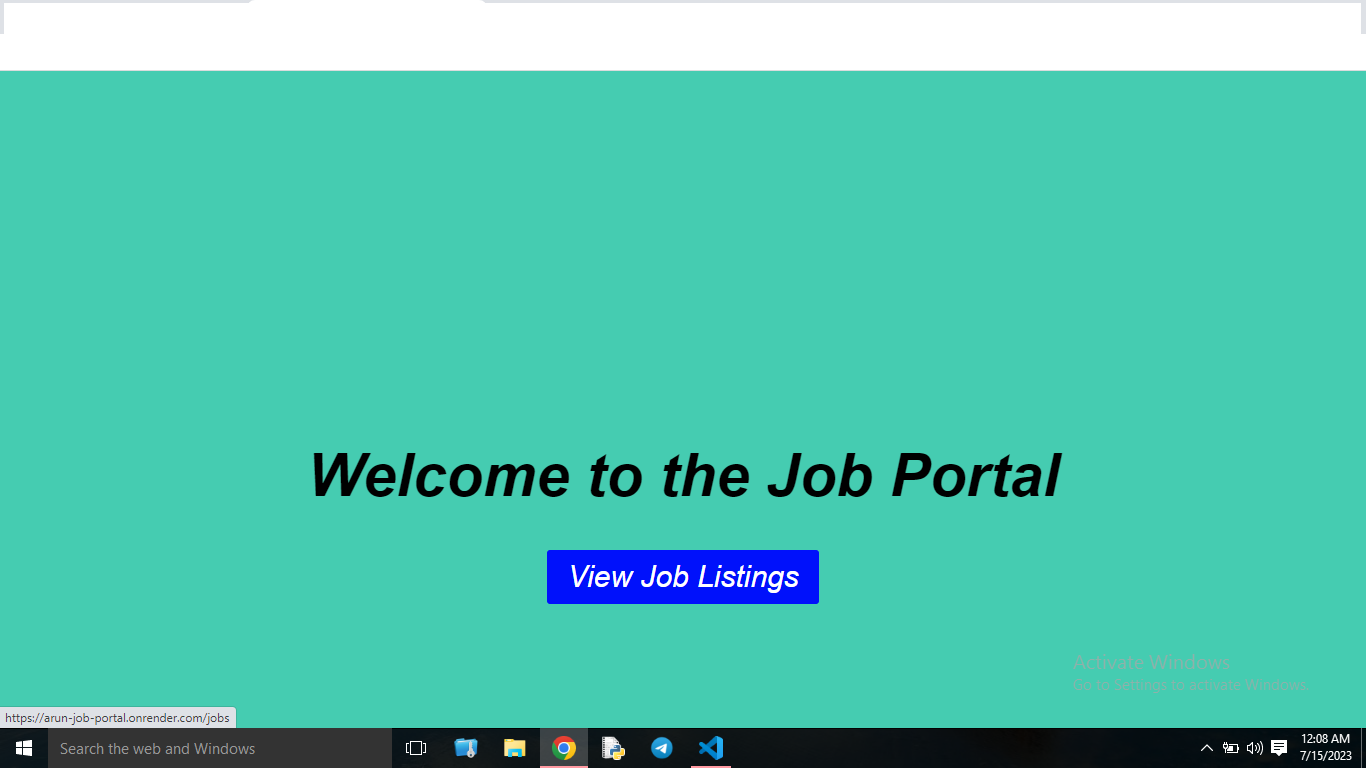 Welcome to the Job Portal
View Job Listings
Activate Windows
Go to Settings to activate Windows.
https://arun-job-portal.onrender.com/jobs
Search the web and Windows
12:08 AM
7/15/2023